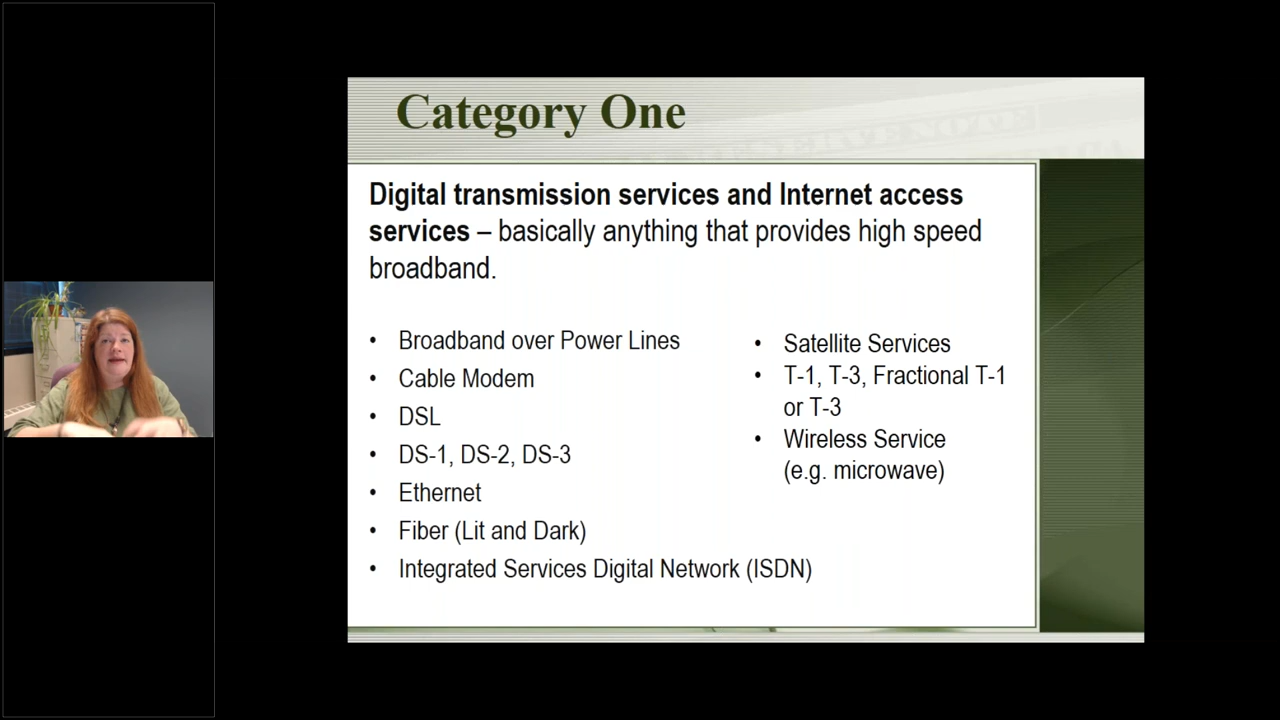 Category One
Digital transmission services and Internet access
services – basically anything that provides high speed
broadband.
• Broadband over Power Lines
• Cable Modem
• DSL
• DS-1, DS-2, DS-3
• Ethernet
• Fiber (Lit and Dark)
• Integrated Services Digital Network (ISDN)
• Satellite Services
• T-1, T-3, Fractional T-1
or T-3
• Wireless Service
(e.g. microwave)